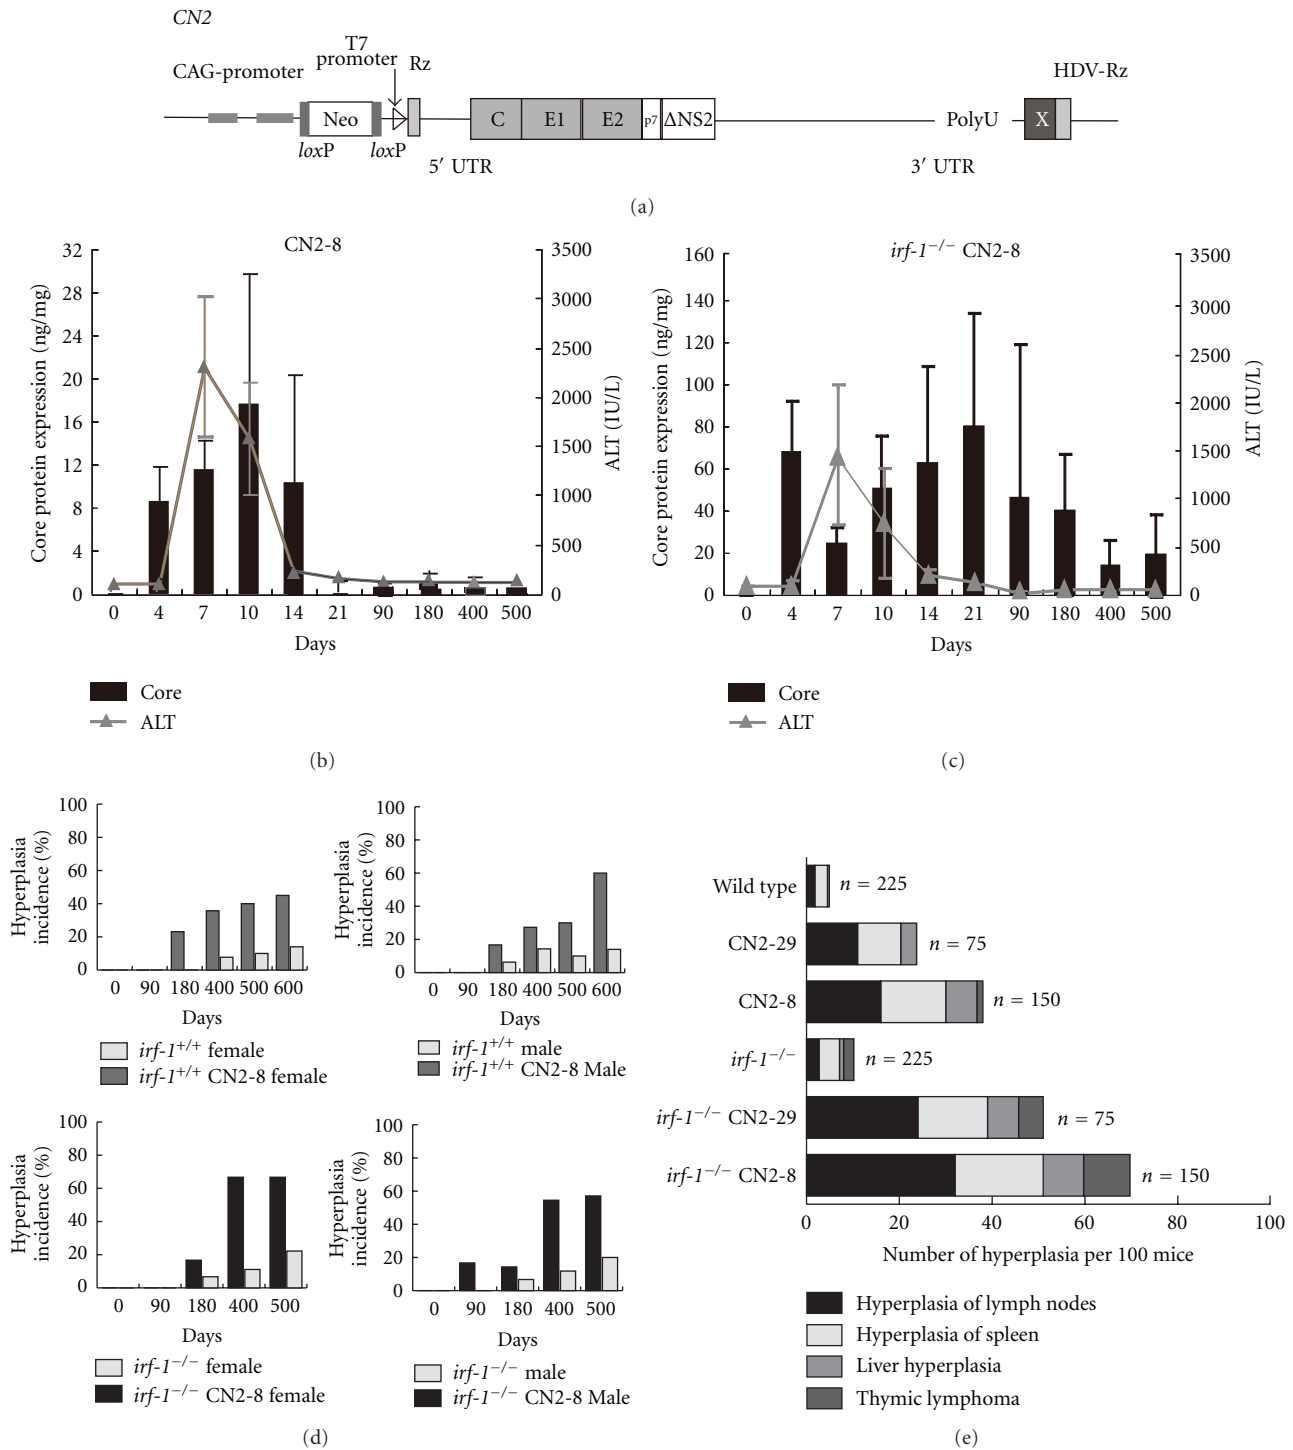 CN2
T7
promoter
Rz
CAG-promoter
HDV-Rz
Neo
C
E1
E2
p7
ΔNS2
PolyU
X
loxP
loxP
5′ UTR
3′ UTR
(a)
CN2-8
32
28
24
20
16
12
8
4
0
Core protein expression (ng/mg)
3500
3000
2500
2000
1500
1000
500
0
ALT (IU/L)
0 4 7 10 14 21 90 180 400 500
Days
Core
ALT
(b)
irf-1−/− CN2-8
160
140
120
100
80
60
40
20
0
Core protein expression (ng/mg)
3500
3000
2500
2000
1500
1000
500
0
ALT (IU/L)
0 4 7 10 14 21 90 180 400 500
Days
Core
ALT
(c)
Hyperplasia
incidence (%)
100
80
60
40
20
0
0 90 180 400 500 600
Days
irf-1+/+ female
irf-1+/+ CN2-8 female
Hyperplasia
incidence (%)
100
80
60
40
20
0
0 90 180 400 500 600
Days
irf-1+/+ male
irf-1+/+ CN2-8 Male
Hyperplasia
incidence (%)
100
80
60
40
20
0
0 90 180 400 500
Days
irf-1−/− female
irf-1−/− CN2-8 female
Hyperplasia
incidence (%)
100
80
60
40
20
0
0 90 180 400 500
Days
irf-1−/− male
irf-1−/− CN2-8 Male
(d)
Wild type n = 225
CN2-29 n = 75
CN2-8 n = 150
irf-1−/− n = 225
irf-1−/− CN2-29 n = 75
irf-1−/− CN2-8 n = 150
0 20 40 60 80 100
Number of hyperplasia per 100 mice
Hyperplasia of lymph nodes
Hyperplasia of spleen
Liver hyperplasia
Thymic lymphoma
(e)